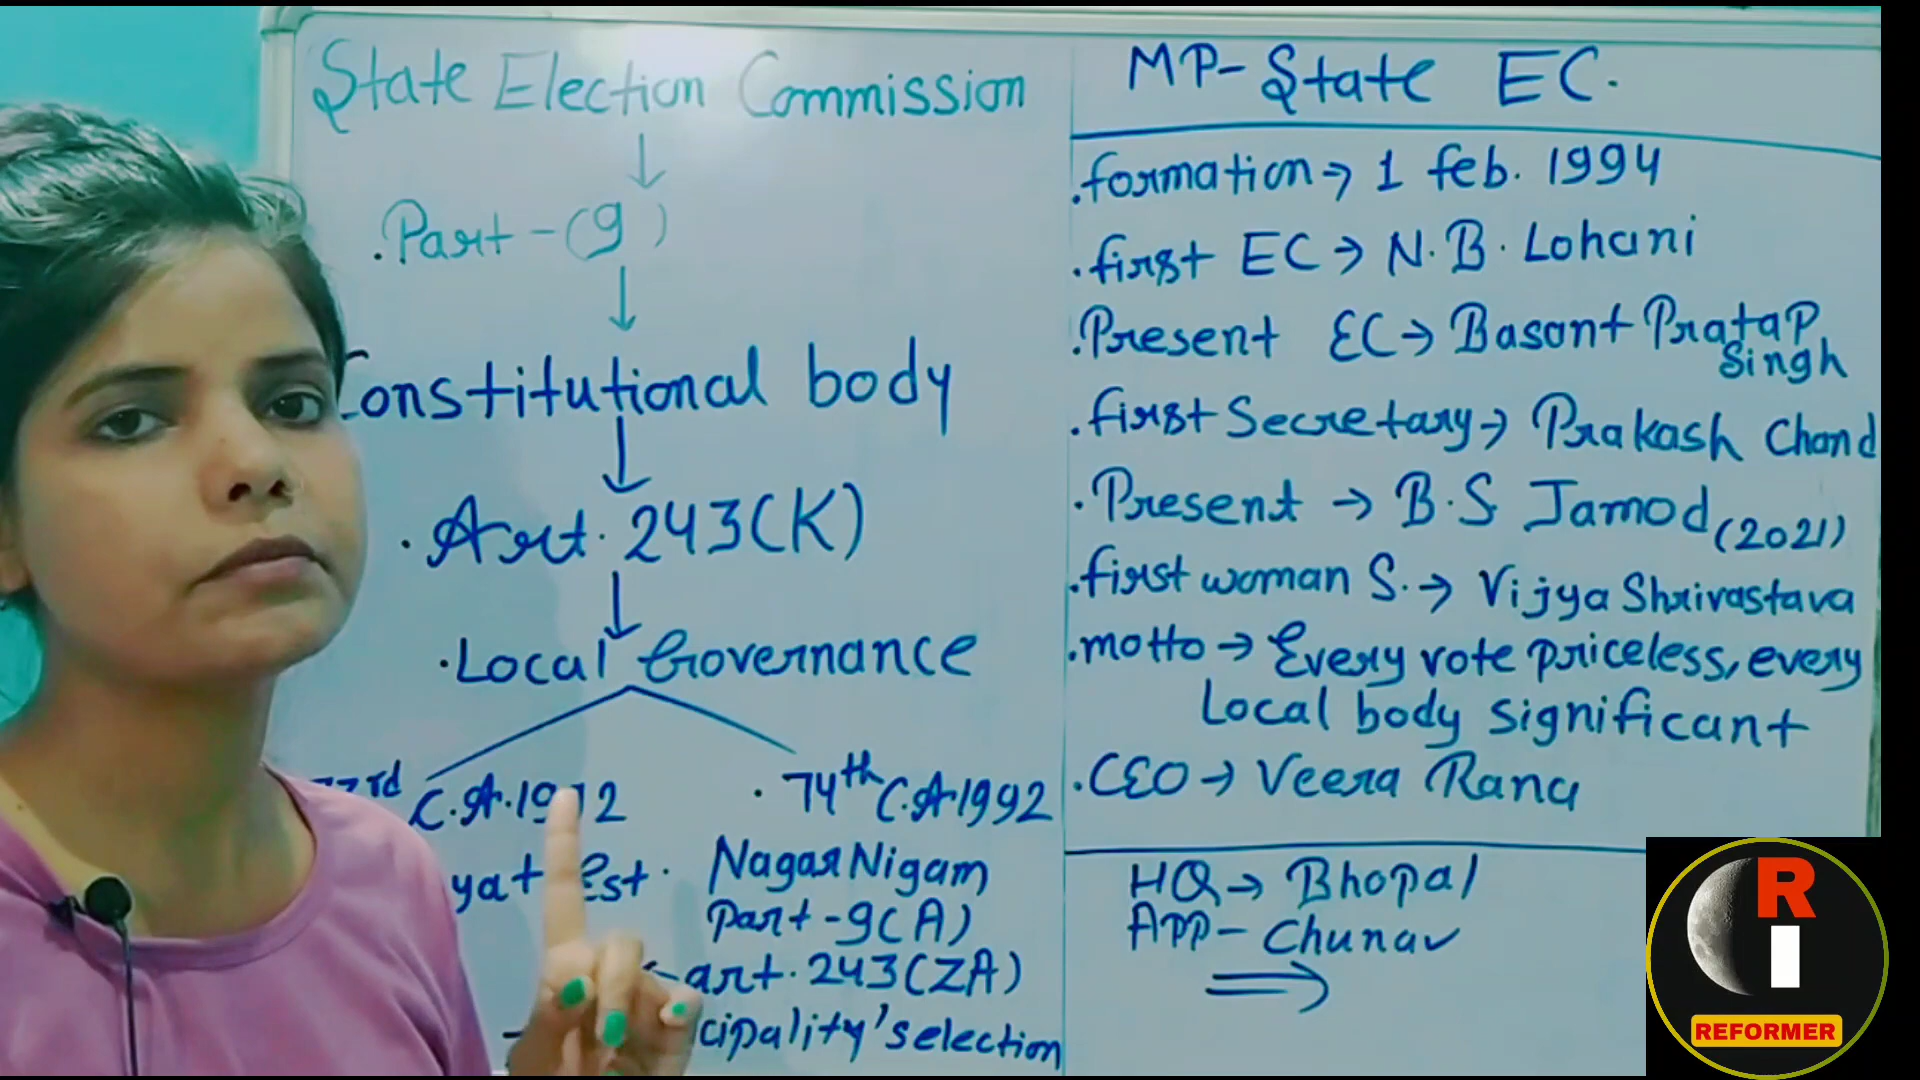 State Election Commission
↓
.Part-(9)
↓
Constitutional body
↓
.Art. 243(K)
↓
.Local Governance
C.A. 1992
. 74th C.A. 1992
Est.
Nagar Nigam
Part-9(A)
art. 243(ZA)
selection
MP- State EC.
.formation→ 1 feb. 1994
.first EC→ N.B. Lohani
.Present EC→ Basant Pratap Singh
.first Secretary→ Prakash Chand
.Present → B.S. Jamod (2021)
.first woman S.→ Vijya Shrivastava
.motto→ Every vote priceless, every
Local body significant
.CEO→ Veera Rana
HQ→ Bhopal
APP- Chunav
R
I
REFORMER